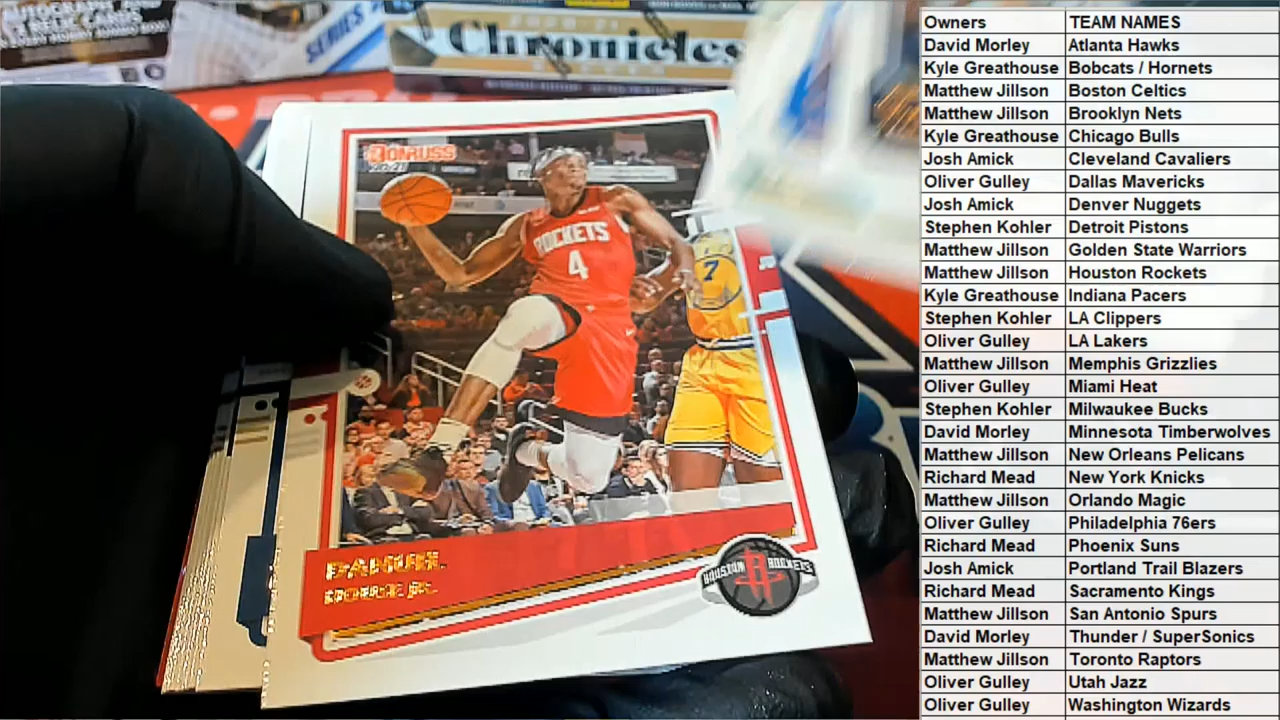 SERIES 2
Chronicles
DONRUSS
ROCKETS
4
7
DANUEL
HOUSE JR.
HOUSTON ROCKETS
Owners TEAM NAMES
David Morley Atlanta Hawks
Kyle Greathouse Bobcats / Hornets
Matthew Jillson Boston Celtics
Matthew Jillson Brooklyn Nets
Kyle Greathouse Chicago Bulls
Josh Amick Cleveland Cavaliers
Oliver Gulley Dallas Mavericks
Josh Amick Denver Nuggets
Stephen Kohler Detroit Pistons
Matthew Jillson Golden State Warriors
Matthew Jillson Houston Rockets
Kyle Greathouse Indiana Pacers
Stephen Kohler LA Clippers
Oliver Gulley LA Lakers
Matthew Jillson Memphis Grizzlies
Oliver Gulley Miami Heat
Stephen Kohler Milwaukee Bucks
David Morley Minnesota Timberwolves
Matthew Jillson New Orleans Pelicans
Richard Mead New York Knicks
Matthew Jillson Orlando Magic
Oliver Gulley Philadelphia 76ers
Richard Mead Phoenix Suns
Josh Amick Portland Trail Blazers
Richard Mead Sacramento Kings
Matthew Jillson San Antonio Spurs
David Morley Thunder / SuperSonics
Matthew Jillson Toronto Raptors
Oliver Gulley Utah Jazz
Oliver Gulley Washington Wizards